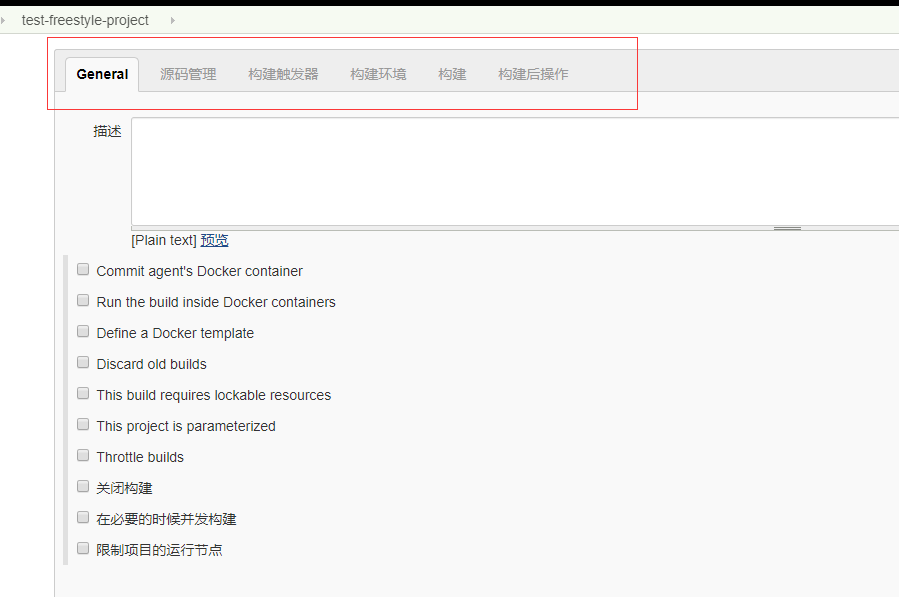 test-freestyle-project
General 源码管理 构建触发器 构建环境 构建 构建后操作
描述
[Plain text] 预览
Commit agent's Docker container
Run the build inside Docker containers
Define a Docker template
Discard old builds
This build requires lockable resources
This project is parameterized
Throttle builds
关闭构建
在必要的时候并发构建
限制项目的运行节点